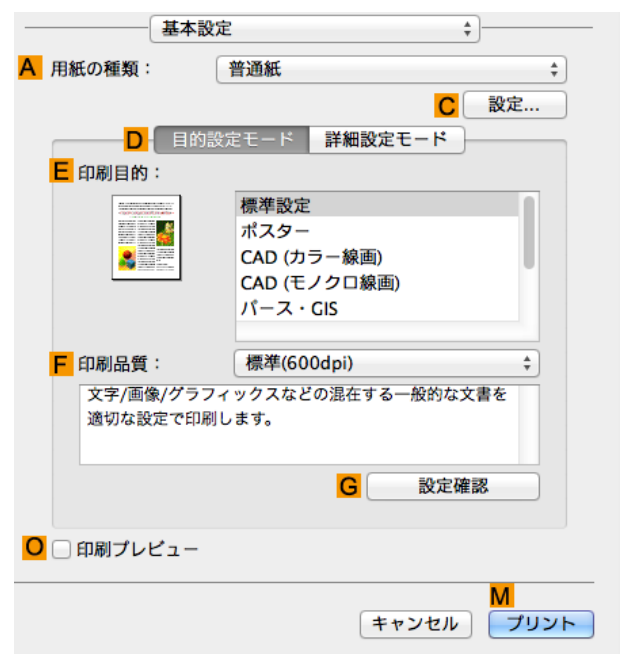 基本設定
A 用紙の種類： 普通紙
C 設定...
D 目的設定モード 詳細設定モード
E 印刷目的：
標準設定
ポスター
CAD (カラー線画)
CAD (モノクロ線画)
パース・GIS
F 印刷品質： 標準(600dpi)
文字/画像/グラフィックスなどの混在する一般的な文書を
適切な設定で印刷します。
G 設定確認
O 印刷プレビュー
M
キャンセル プリント